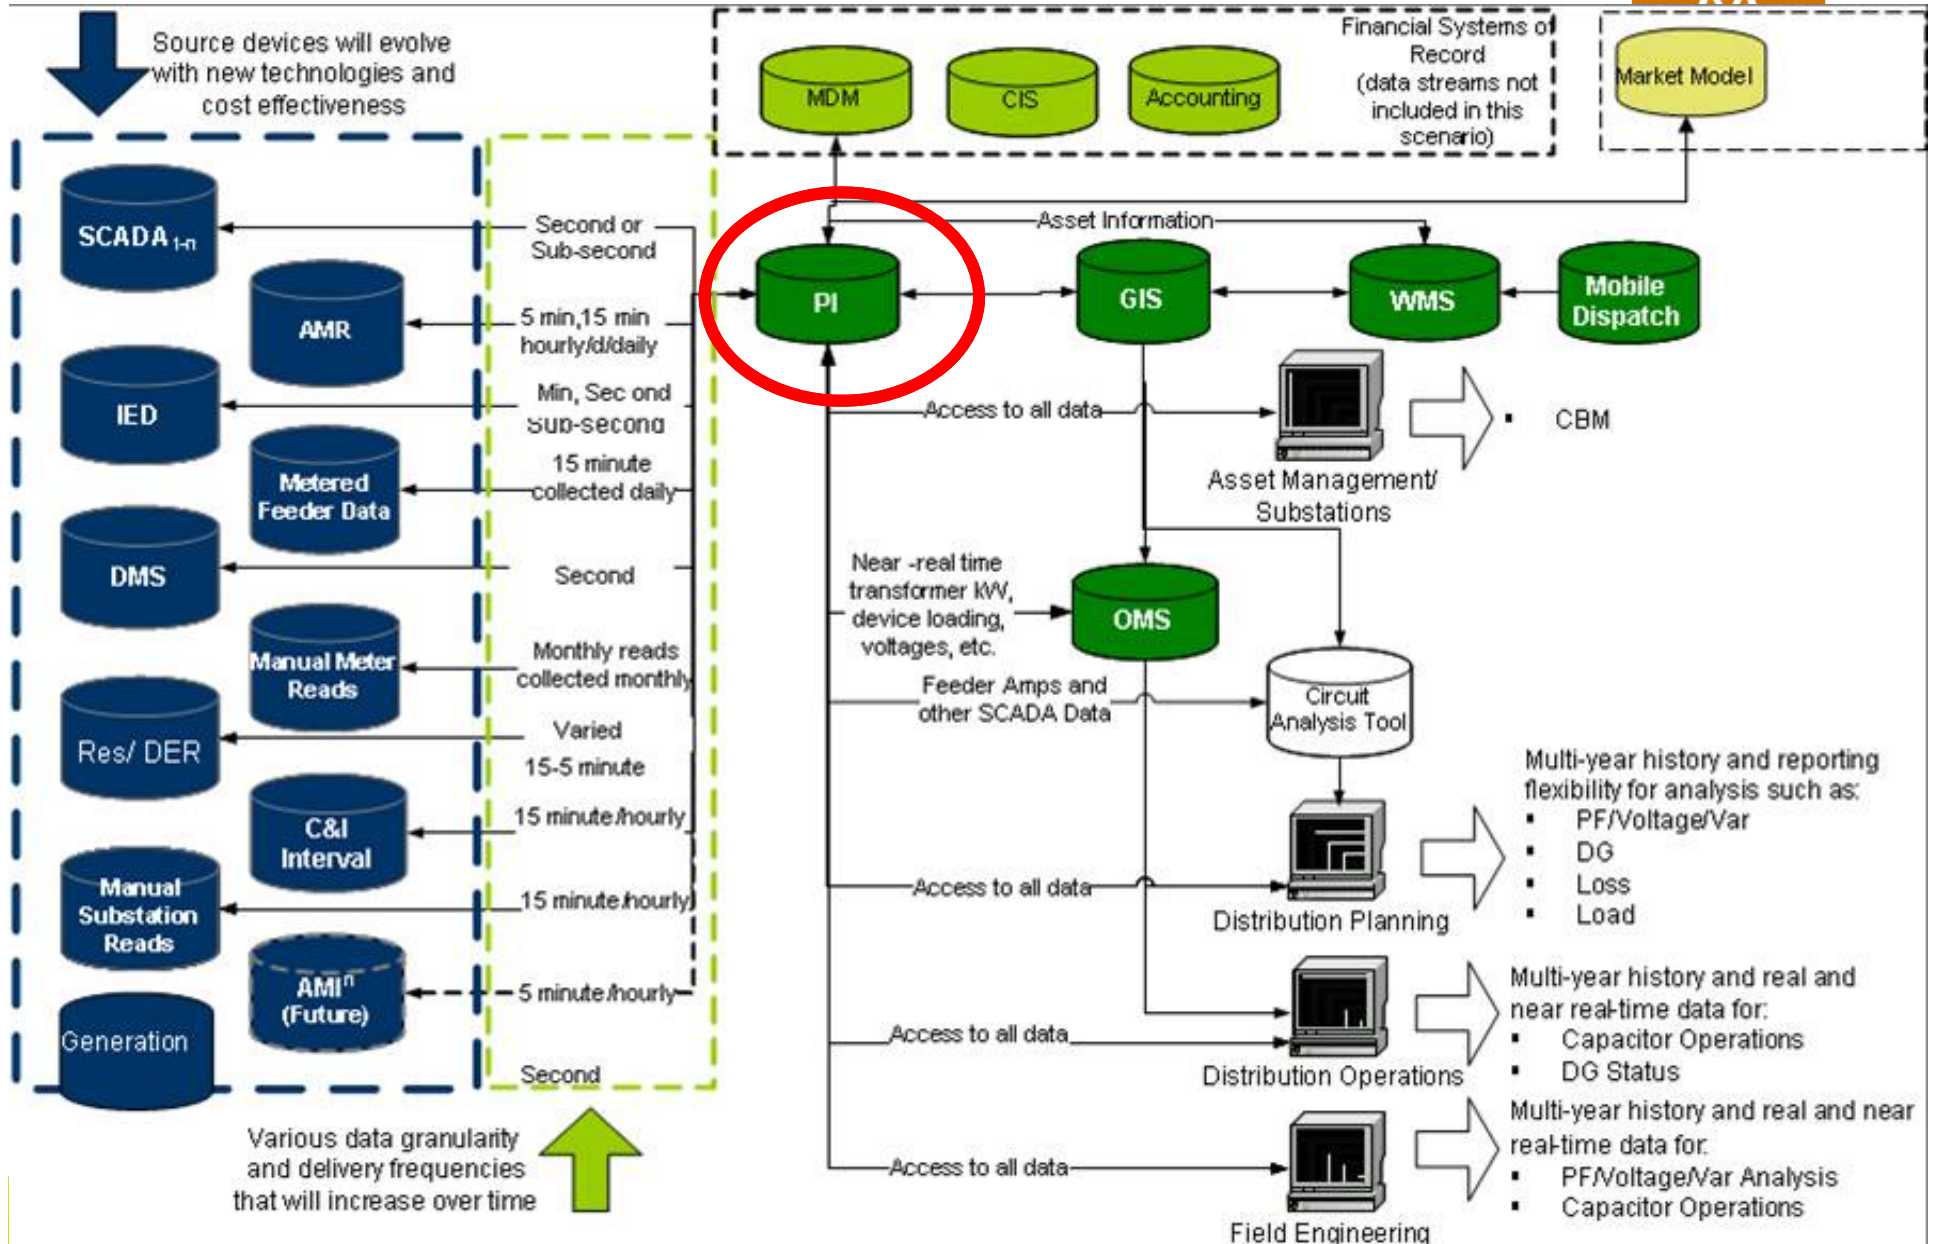 Source devices will evolve
with new technologies and
cost effectiveness
SCADA 1-n
AMR
IED
Metered
Feeder Data
DMS
Manual Meter
Reads
Res/ DER
C&I
Interval
Manual
Substation
Reads
AMIⁿ
(Future)
Generation
Second or
Sub-second
5 min,15 min
hourly/d/daily
Min, Sec ond
Sub-second
15 minute
collected daily
Second
Monthly reads
collected monthly
Varied
15-5 minute
15 minute/hourly
15 minute/hourly
5 minute/hourly
Second
Various data granularity
and delivery frequencies
that will increase over time
MDM
CIS
Accounting
Financial Systems of
Record
(data streams not
included in this
scenario)
Market Model
Asset Information
PI
GIS
WMS
Mobile
Dispatch
Access to all data
Asset Management/
Substations
▪ CBM
Near -real time
transformer kW,
device loading,
voltages, etc.
OMS
Feeder Amps and
other SCADA Data
Circuit
Analysis Tool
Access to all data
Distribution Planning
Multi-year history and reporting
flexibility for analysis such as:
▪ PF/Voltage/Var
▪ DG
▪ Loss
▪ Load
Access to all data
Distribution Operations
Multi-year history and real and
near real-time data for:
▪ Capacitor Operations
▪ DG Status
Access to all data
Field Engineering
Multi-year history and real and near
real-time data for:
▪ PF/Voltage/Var Analysis
▪ Capacitor Operations